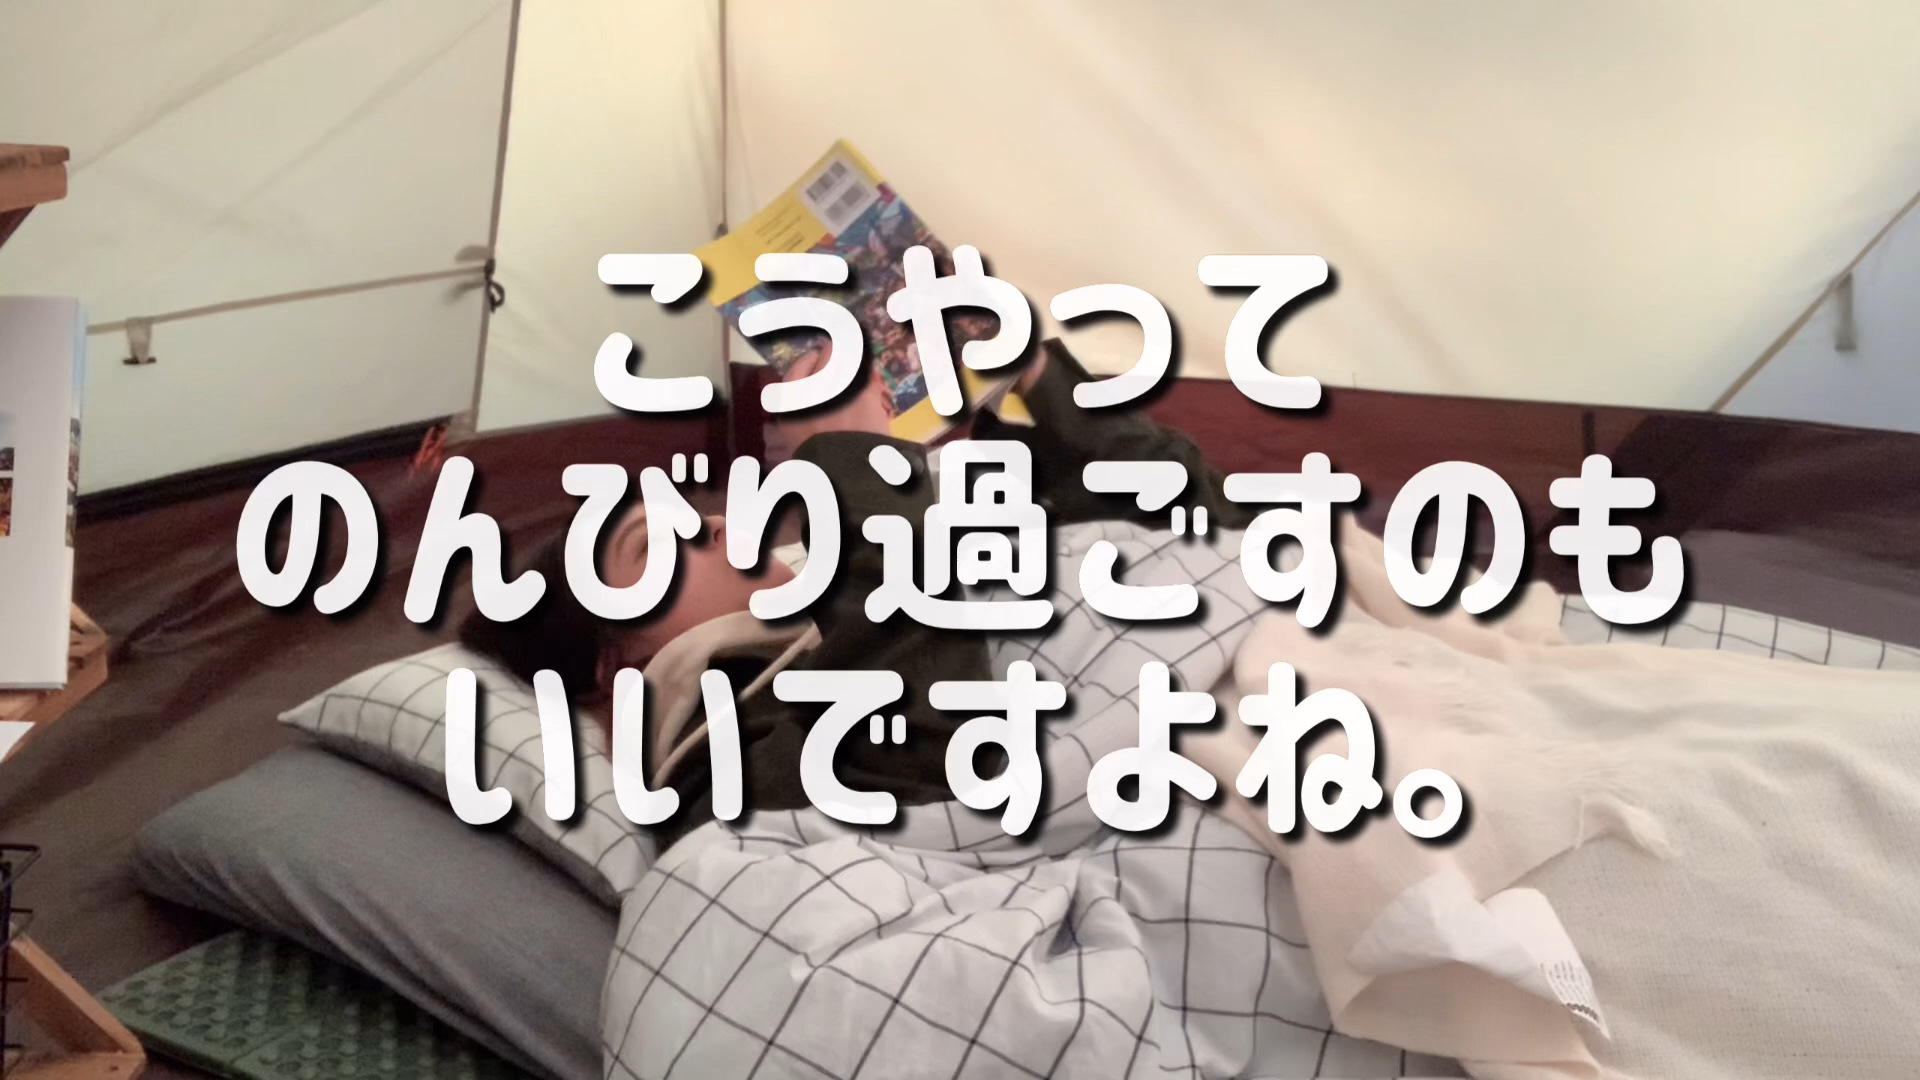 こうやって
のんびり過ごすのも
いいですよね。